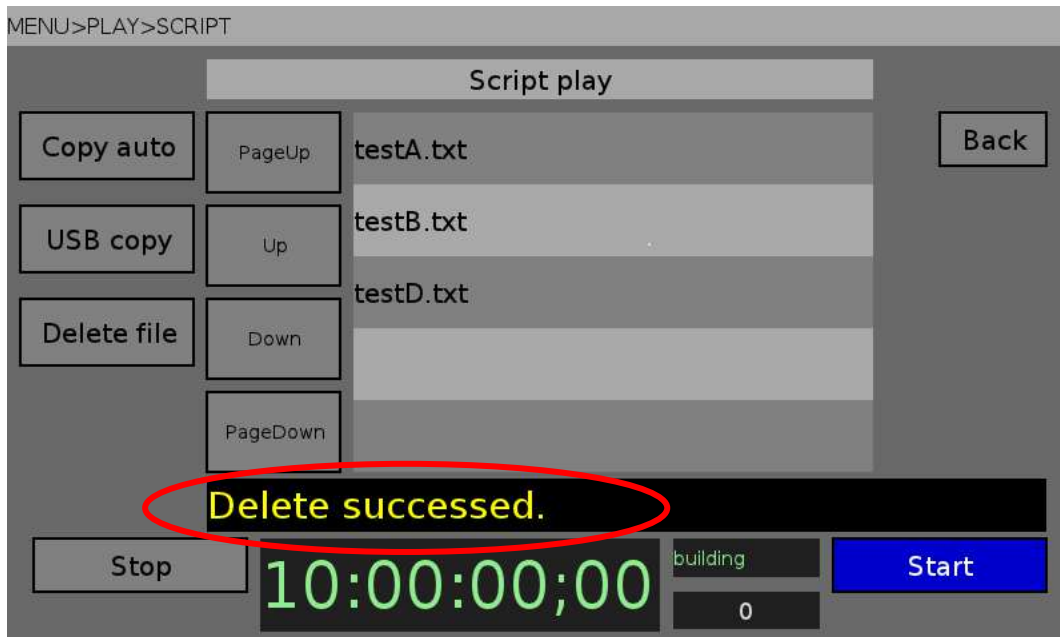 MENU>PLAY>SCRIPT
Script play
Copy auto
PageUp
testA.txt
Back
USB copy
Up
testB.txt
Delete file
Down
testD.txt
PageDown
Delete successed.
Stop
10:00:00;00
building
0
Start